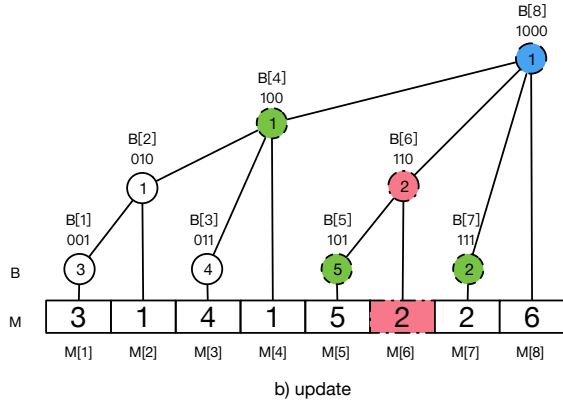 B[8]
1000
1
B[4]
100
1
B[2]
010
1
B[6]
110
2
B[1]
001
3
B[3]
011
4
B[5]
101
5
B[7]
111
2
B
M 3 1 4 1 5 2 2 6
M[1] M[2] M[3] M[4] M[5] M[6] M[7] M[8]
b) update